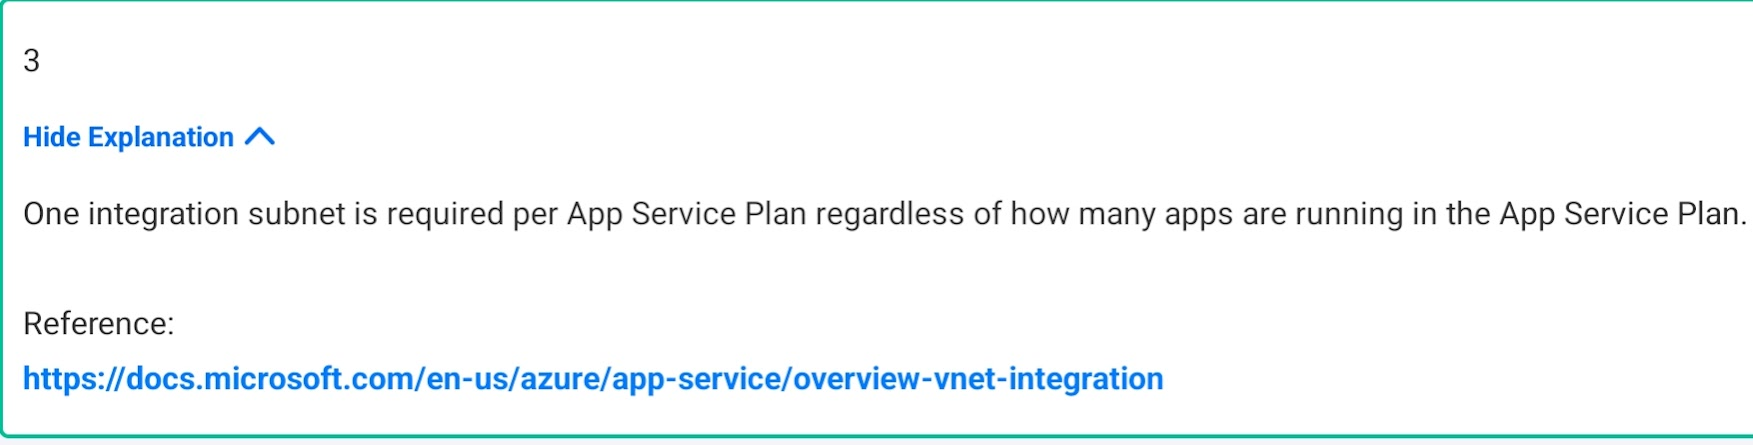 3
Hide Explanation
One integration subnet is required per App Service Plan regardless of how many apps are running in the App Service Plan.
Reference:
https://docs.microsoft.com/en-us/azure/app-service/overview-vnet-integration